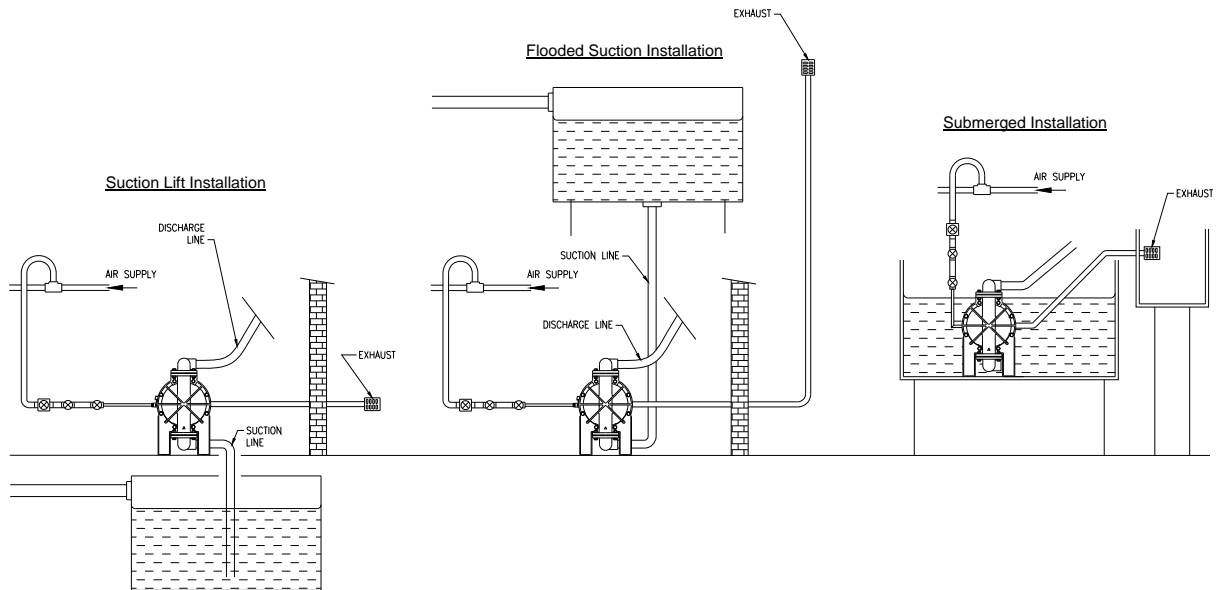 Suction Lift Installation
DISCHARGE
LINE
AIR SUPPLY
EXHAUST
SUCTION
LINE
Flooded Suction Installation
EXHAUST
SUCTION LINE
AIR SUPPLY
DISCHARGE LINE
Submerged Installation
AIR SUPPLY
EXHAUST